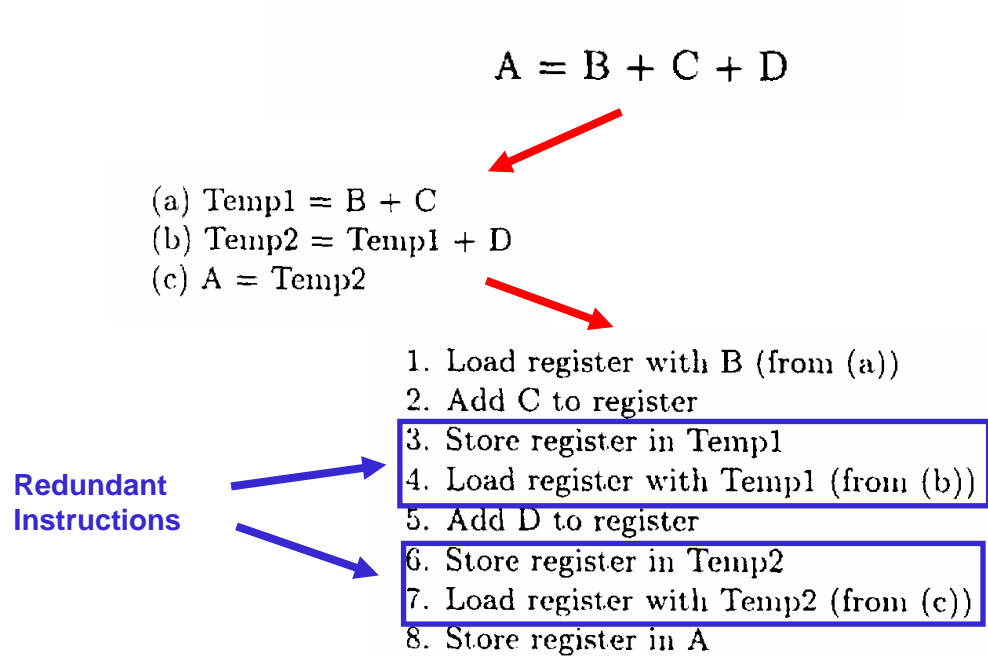 A = B + C + D
(a) Temp1 = B + C
(b) Temp2 = Temp1 + D
(c) A = Temp2
1. Load register with B (from (a))
2. Add C to register
3. Store register in Temp1
4. Load register with Temp1 (from (b))
5. Add D to register
6. Store register in Temp2
7. Load register with Temp2 (from (c))
8. Store register in A
Redundant
Instructions